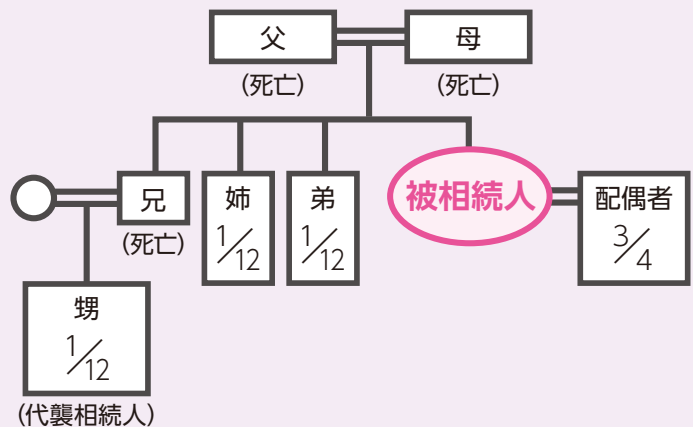 父
母
(死亡)
(死亡)
兄
(死亡)
姉
1/12
弟
1/12
被相続人
配偶者
3/4
甥
1/12
(代襲相続人)